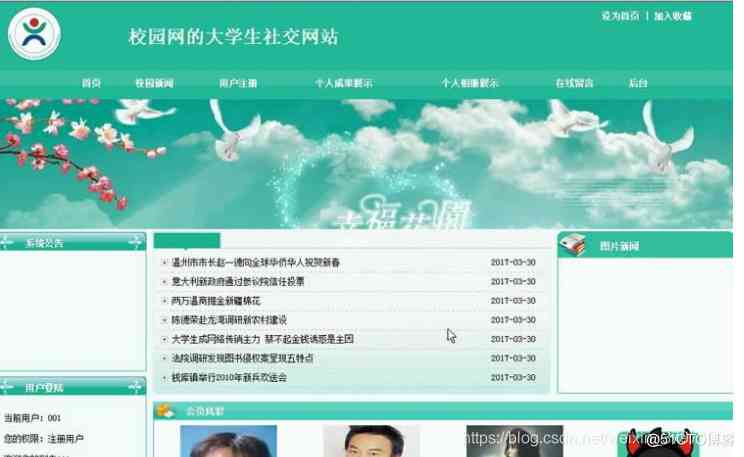 设为首页 | 加入收藏
校园网的大学生社交网站
首页 校园新闻 用户注册 个人成果展示 个人相册展示 在线留言 后台
幸福花園
系统公告
图片新闻
温州市市长赵一德向全球华侨华人祝贺新春 2017-03-30
意大利新政府通过参议院信任投票 2017-03-30
两万温商掘金新疆棉花 2017-03-30
陈德荣赴龙湾调研新农村建设 2017-03-30
大学生成网络传销主力 禁不起金钱诱惑是主因 2017-03-30
法院调研发现图书侵权案呈现五特点 2017-03-30
钱库镇举行2010年新兵欢送会 2017-03-30
用户登陆
当前用户: 001
您的权限: 注册用户
会员风彩
https://blog.csdn.net/weixin
@51CTO博客